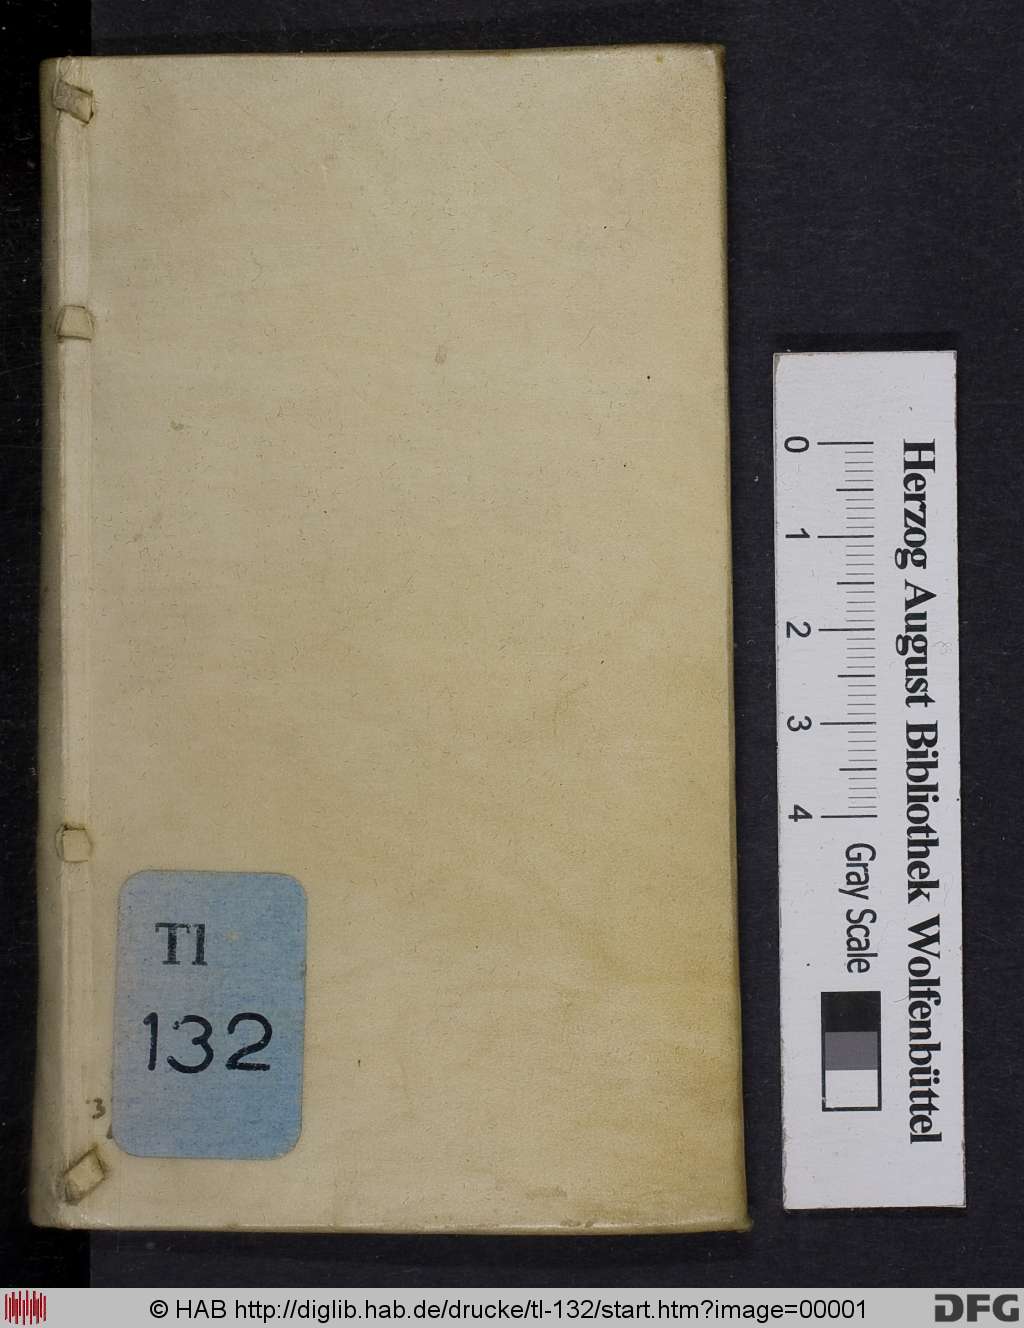 Tl
132
3
Herzog August Bibliothek Wolfenbüttel
0 1 2 3 4
Gray Scale
© HAB http://diglib.hab.de/drucke/tl-132/start.htm?image=00001
DFG